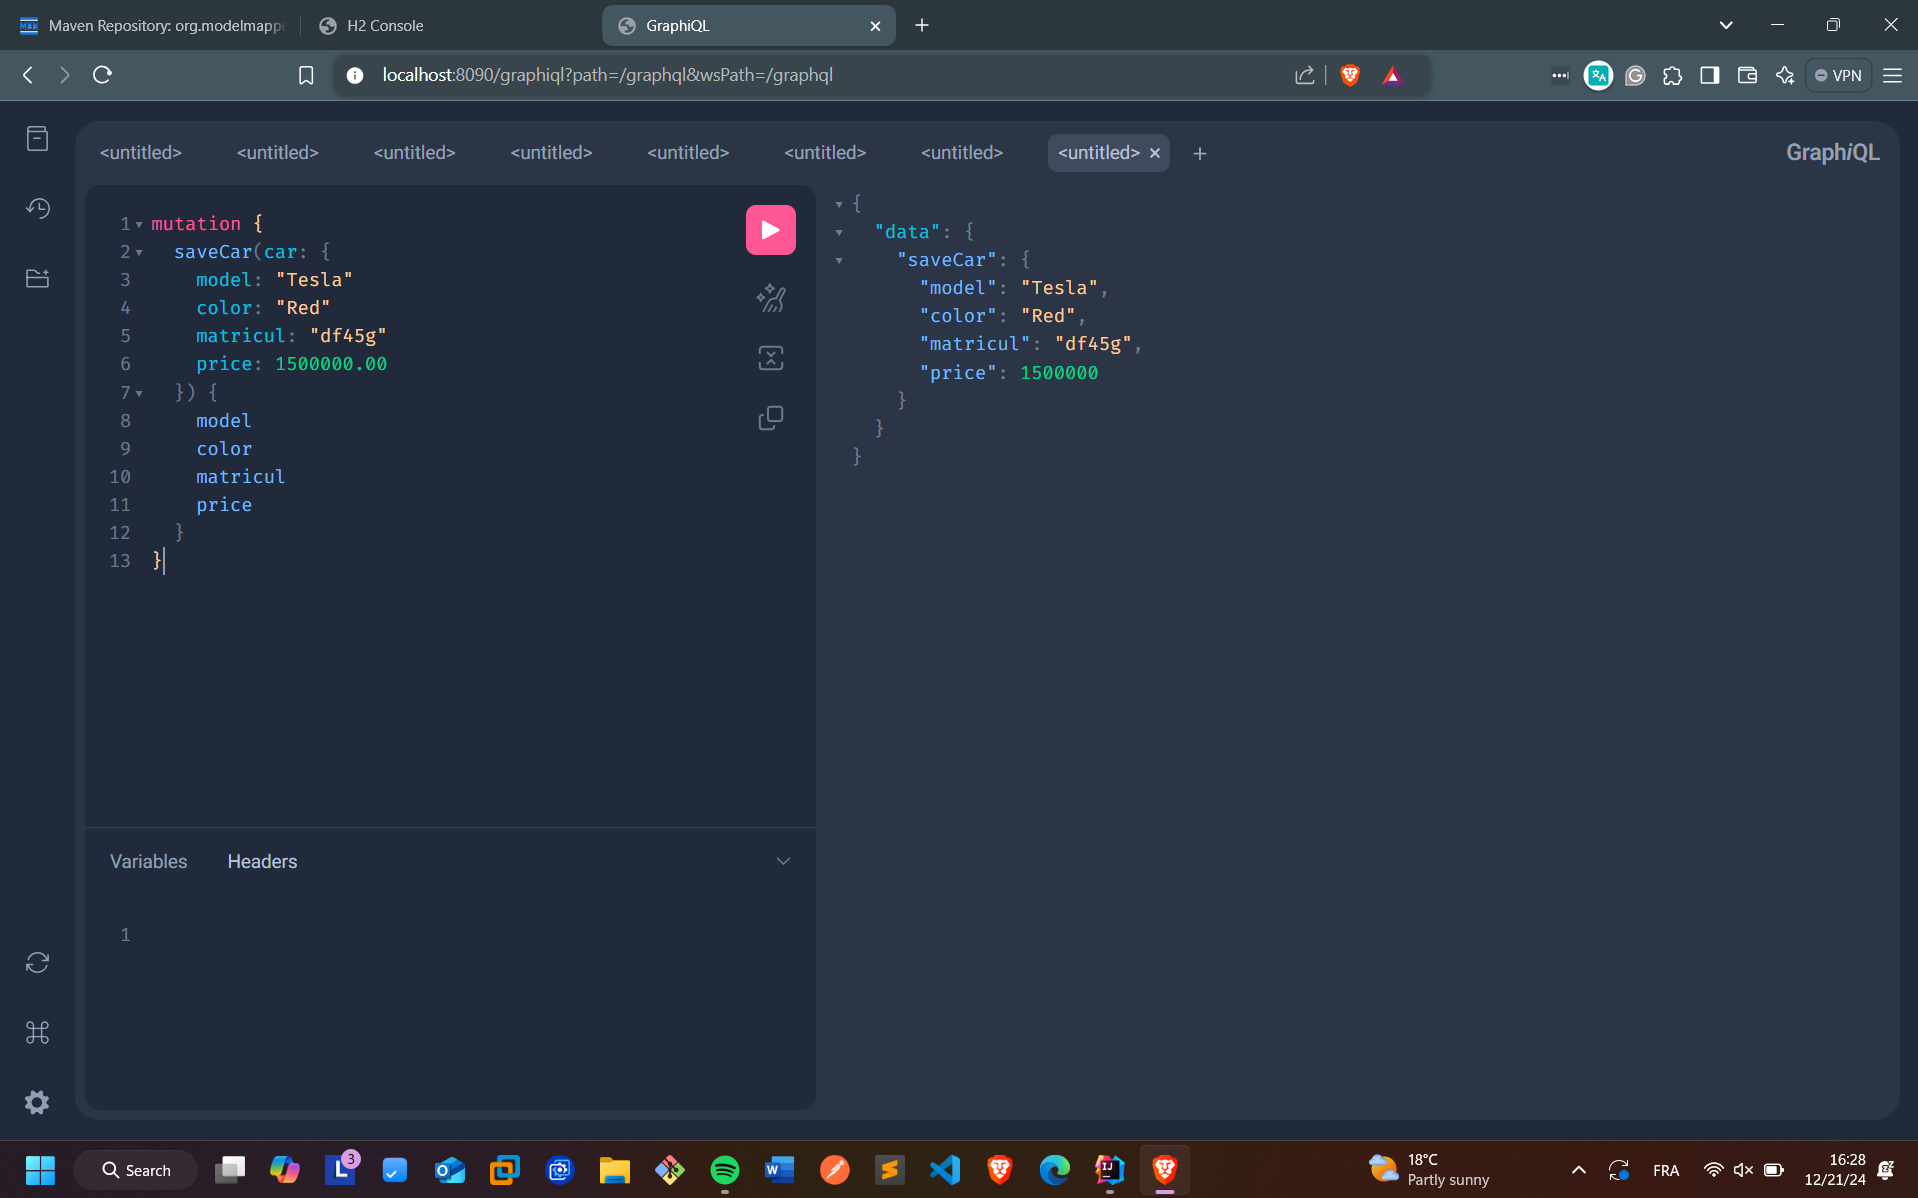 Maven Repository: org.modelmappe
H2 Console
GraphiQL
localhost:8090/graphiql?path=/graphql&wsPath=/graphql
VPN
<untitled>
<untitled>
<untitled>
<untitled>
<untitled>
<untitled>
<untitled>
<untitled>
GraphiQL
1 mutation {
2 saveCar(car: {
3 model: "Tesla"
4 color: "Red"
5 matricul: "df45g"
6 price: 1500000.00
7 }) {
8 model
9 color
10 matricul
11 price
12 }
13 }
{
"data": {
"saveCar": {
"model": "Tesla",
"color": "Red",
"matricul": "df45g",
"price": 1500000
}
}
}
Variables
Headers
1
Search
3
18°C
Partly sunny
FRA
16:28
12/21/24